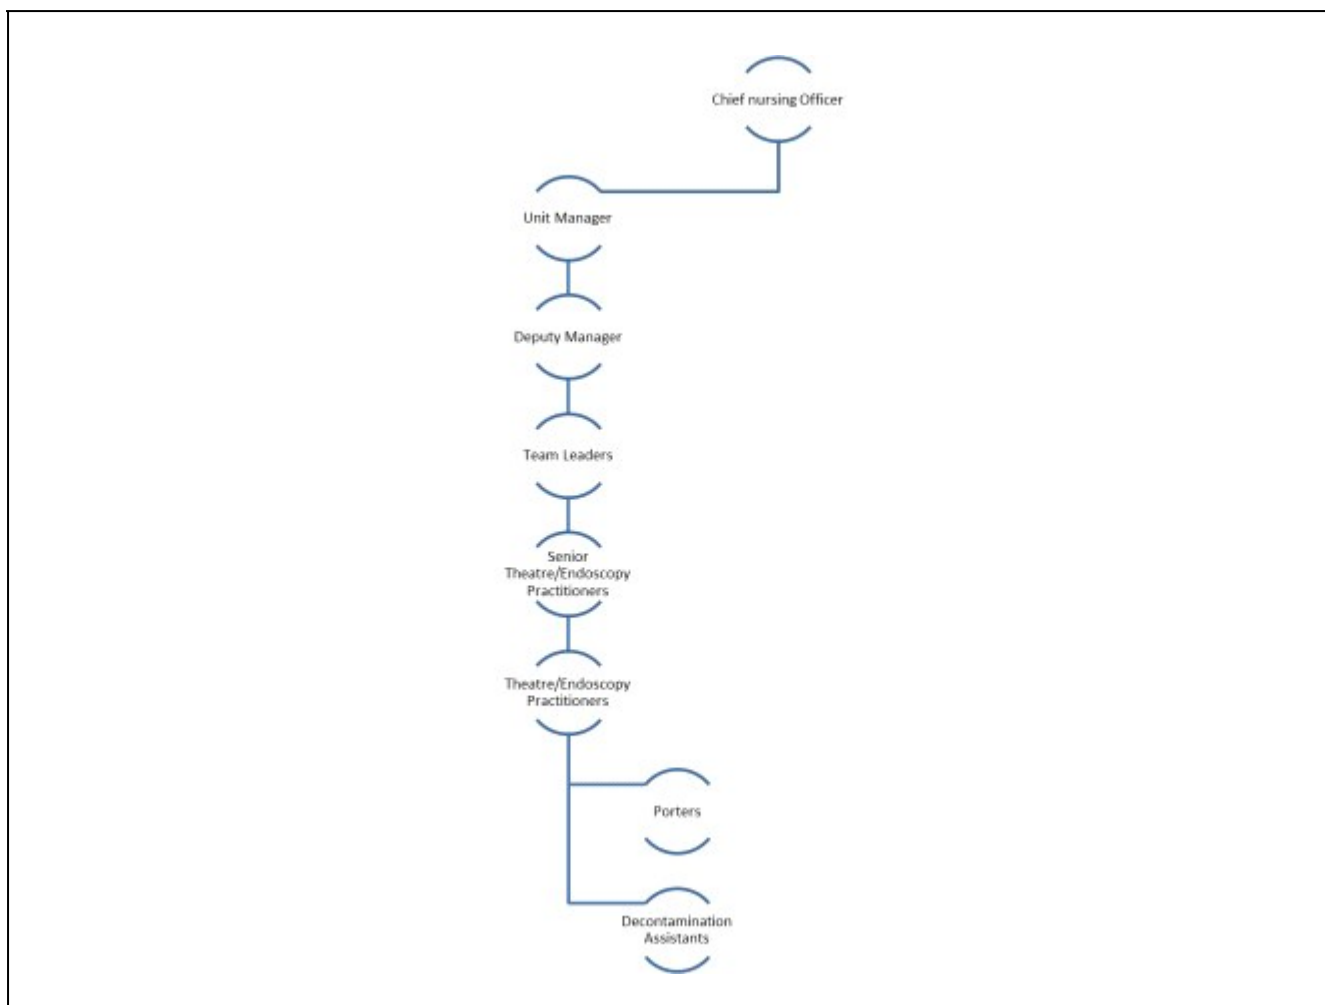 Chief nursing Officer
Unit Manager
Deputy Manager
Team Leaders
Senior
Theatre/Endoscopy
Practitioners
Theatre/Endoscopy
Practitioners
Porters
Decontamination
Assistants